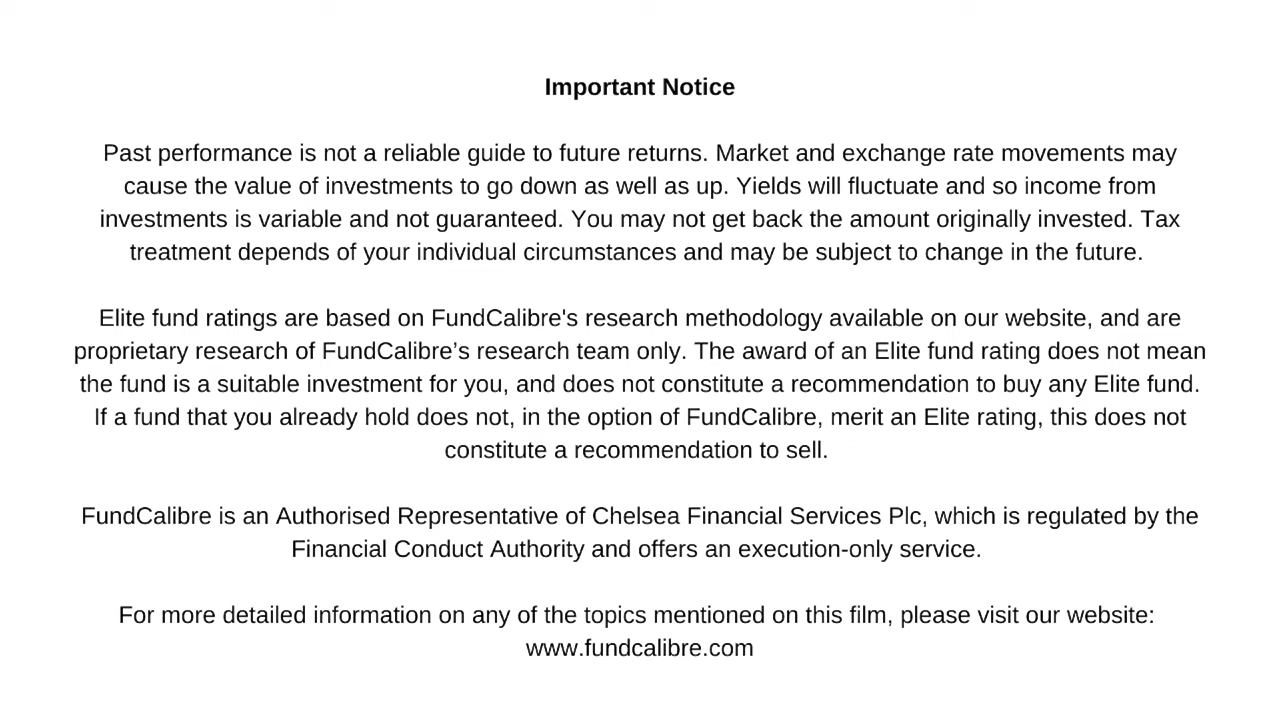 Important Notice
Past performance is not a reliable guide to future returns. Market and exchange rate movements may
cause the value of investments to go down as well as up. Yields will fluctuate and so income from
investments is variable and not guaranteed. You may not get back the amount originally invested. Tax
treatment depends of your individual circumstances and may be subject to change in the future.
Elite fund ratings are based on FundCalibre's research methodology available on our website, and are
proprietary research of FundCalibre’s research team only. The award of an Elite fund rating does not mean
the fund is a suitable investment for you, and does not constitute a recommendation to buy any Elite fund.
If a fund that you already hold does not, in the option of FundCalibre, merit an Elite rating, this does not
constitute a recommendation to sell.
FundCalibre is an Authorised Representative of Chelsea Financial Services Plc, which is regulated by the
Financial Conduct Authority and offers an execution-only service.
For more detailed information on any of the topics mentioned on this film, please visit our website:
www.fundcalibre.com